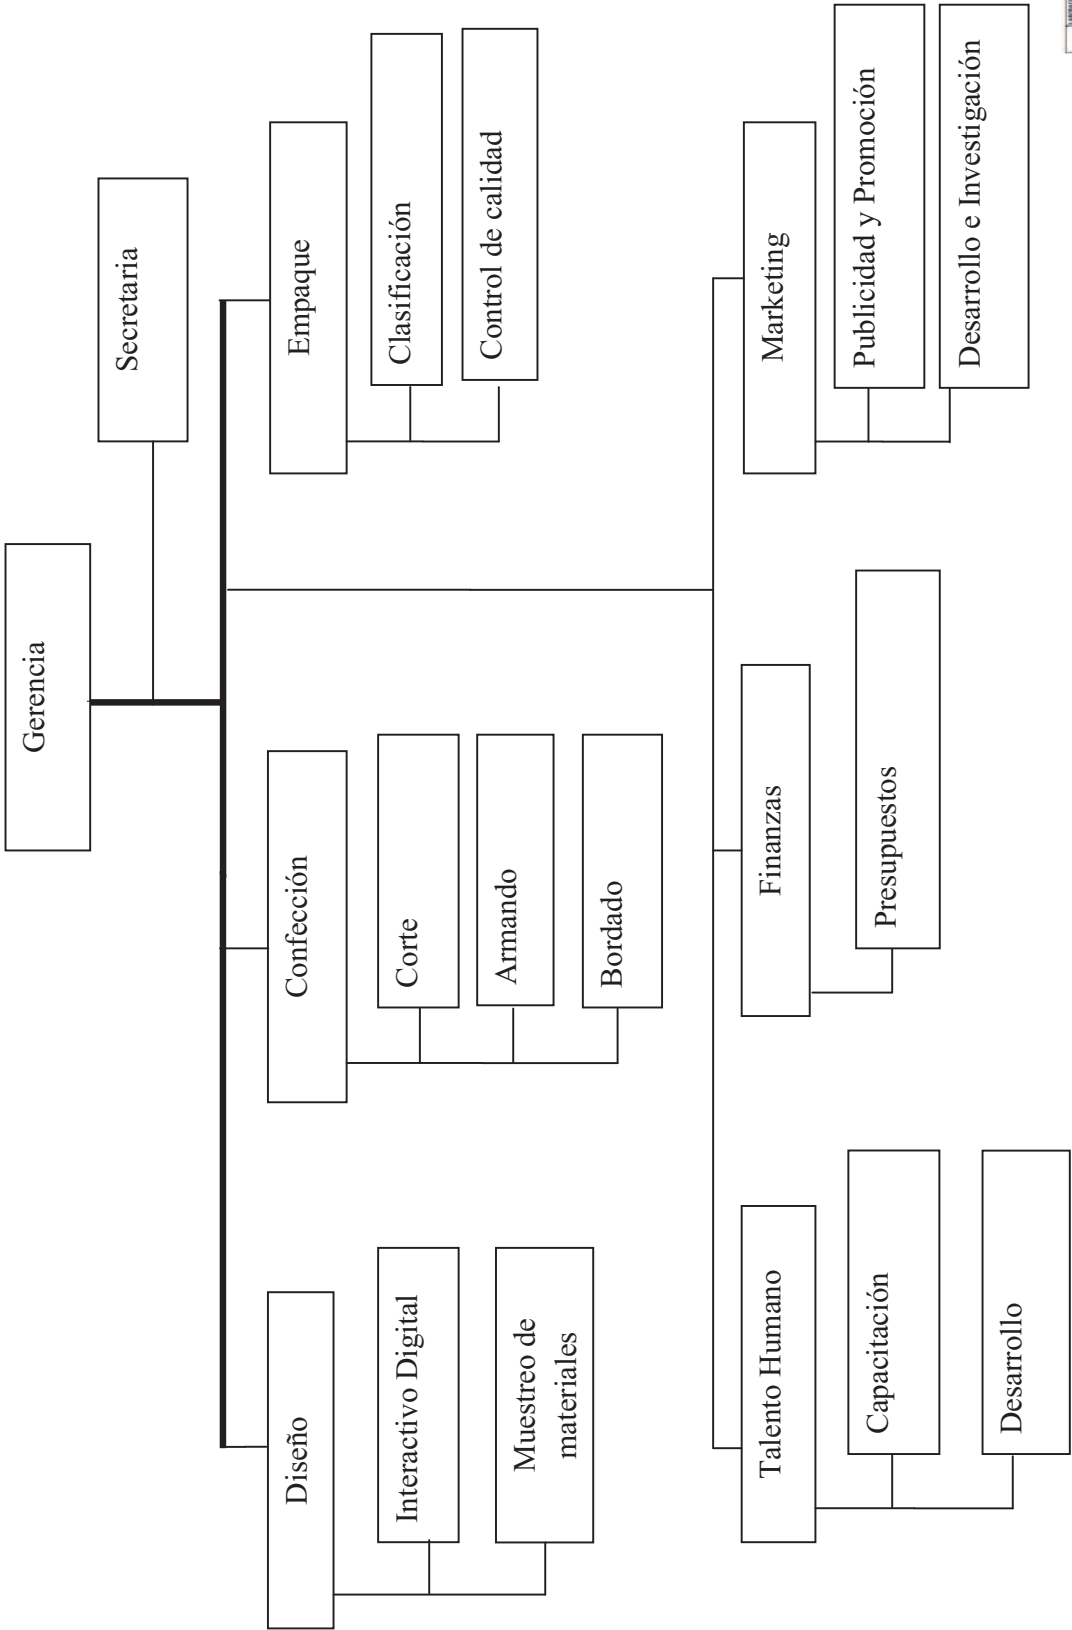 Gerencia
Secretaria
Diseño
Interactivo Digital
Muestreo de
materiales
Confección
Corte
Armando
Bordado
Empaque
Clasificación
Control de calidad
Talento Humano
Capacitación
Desarrollo
Finanzas
Presupuestos
Marketing
Publicidad y Promoción
Desarrollo e Investigación